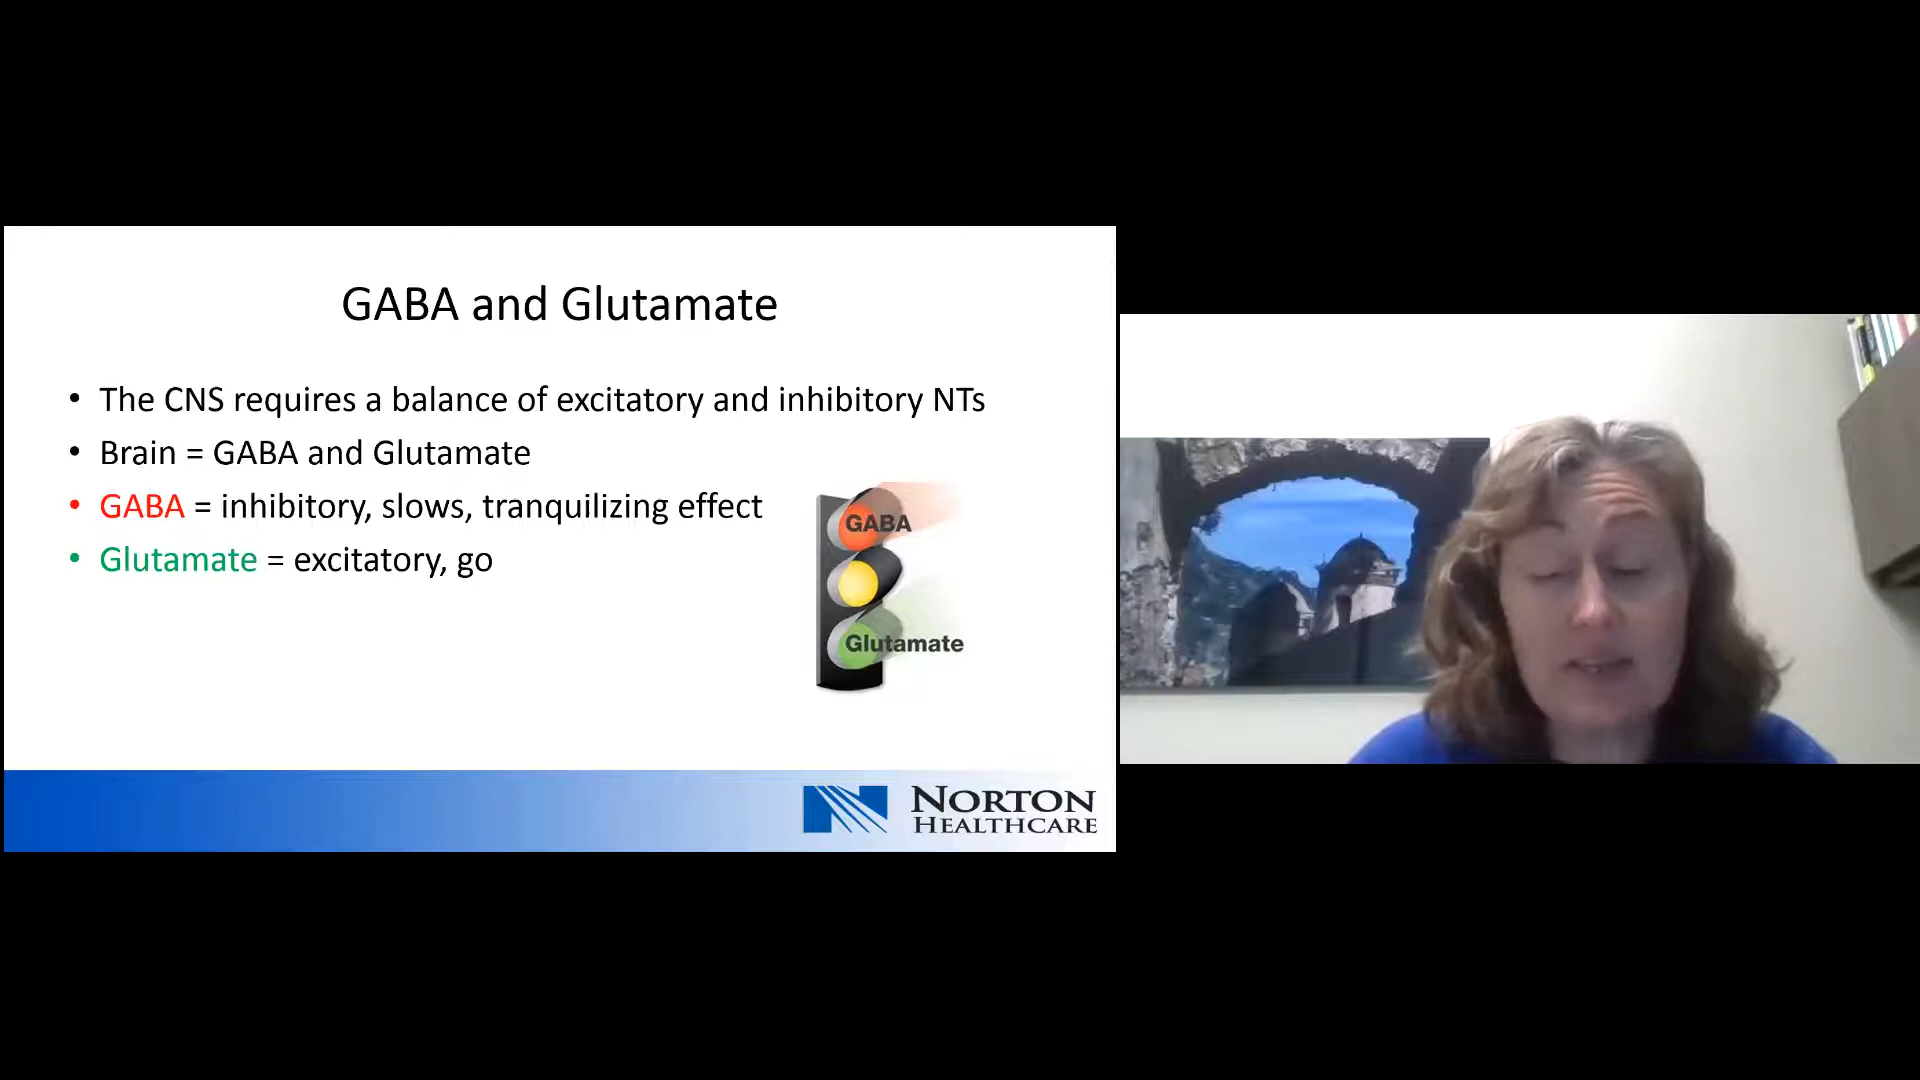 GABA and Glutamate
• The CNS requires a balance of excitatory and inhibitory NTs
• Brain = GABA and Glutamate
• GABA = inhibitory, slows, tranquilizing effect
• Glutamate = excitatory, go
GABA
Glutamate
NORTON
HEALTHCARE